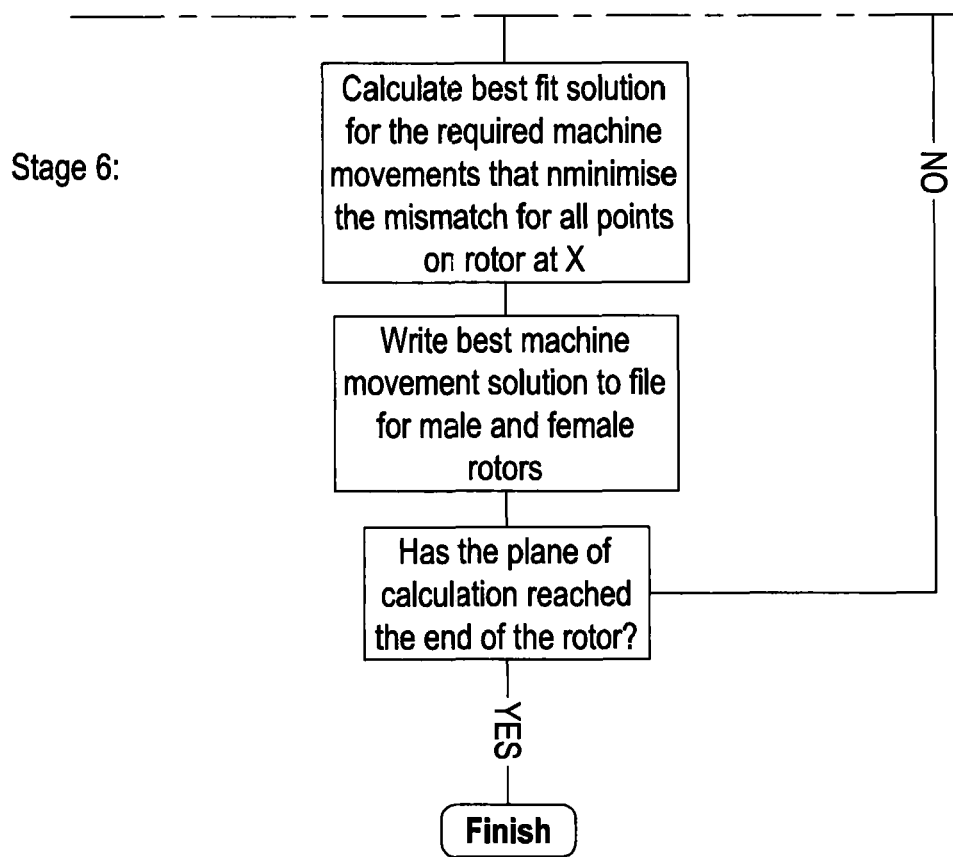 Calculate best fit solution
for the required machine
Stage 6:
movements that nminimise
the mismatch for all points
on rotor at X
NO
Write best machine
movement solution to file
for male and female
rotors
Has the plane of
calculation reached
the end of the rotor?
YES
Finish